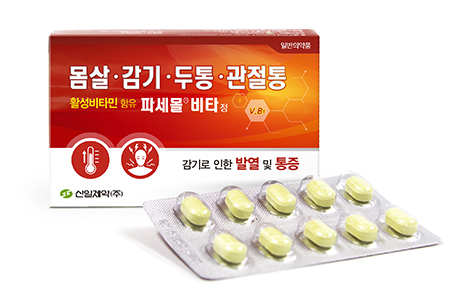 일반의약품
몸살·감기·두통·관절통
활성비타민 함유 파세몰® 비타정
V.B₁
감기로 인한 발열 및 통증
신일제약(주)